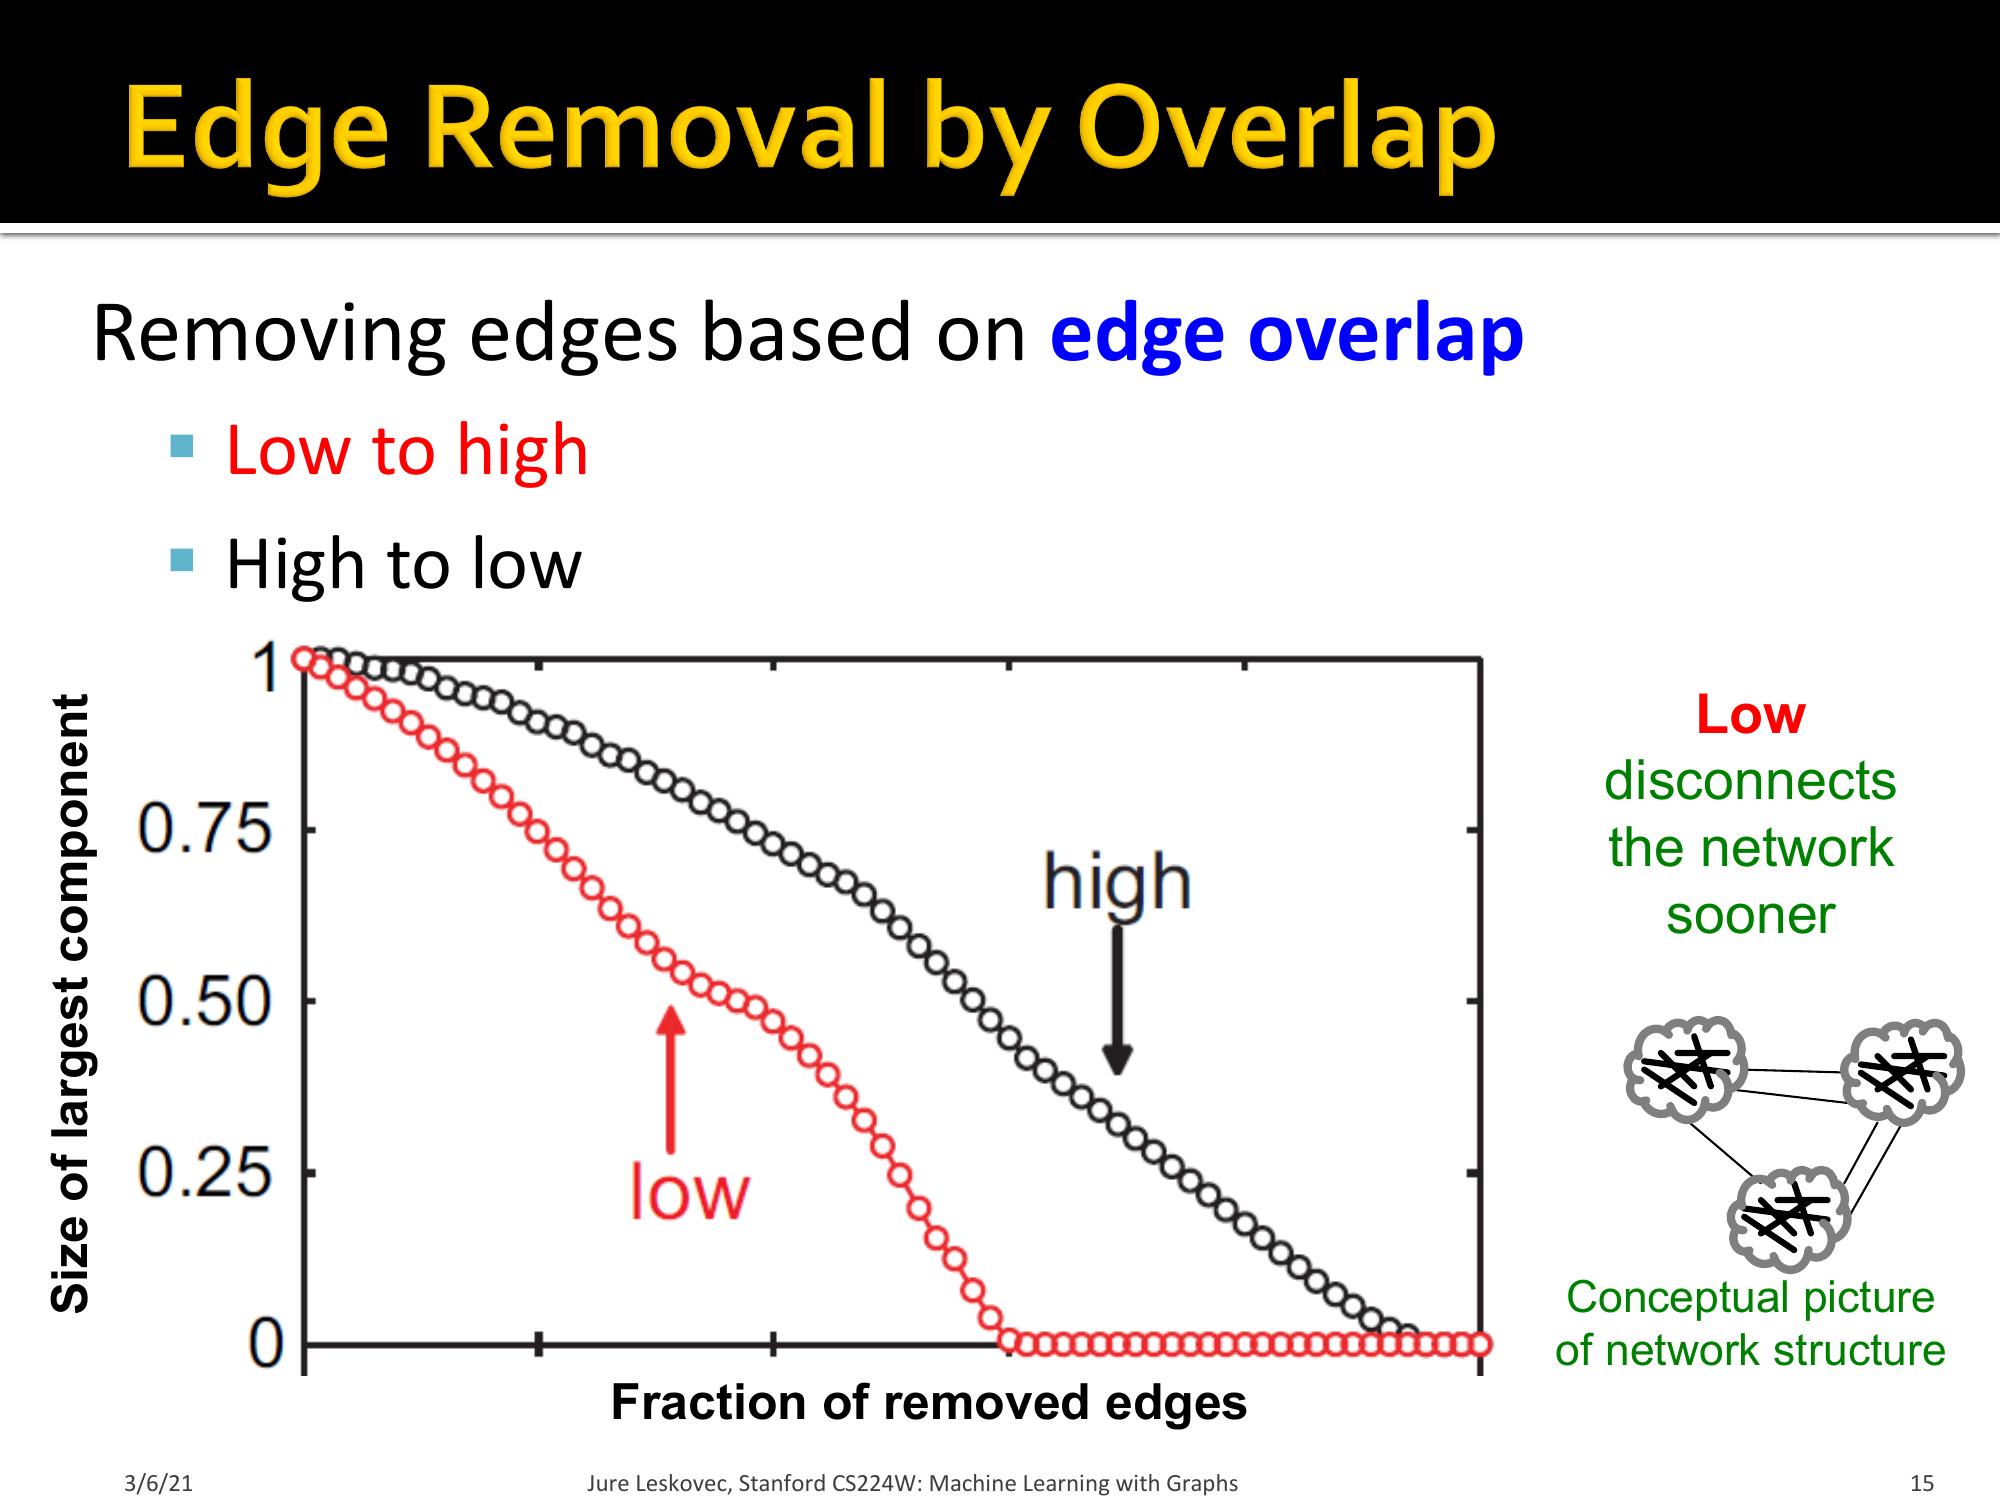 Edge Removal by Overlap
Removing edges based on edge overlap
Low to high
High to low
Size of largest component
1
0.75
0.50
0.25
0
high
low
Fraction of removed edges
Low
disconnects
the network
sooner
Conceptual picture
of network structure
3/6/21
Jure Leskovec, Stanford CS224W: Machine Learning with Graphs
15